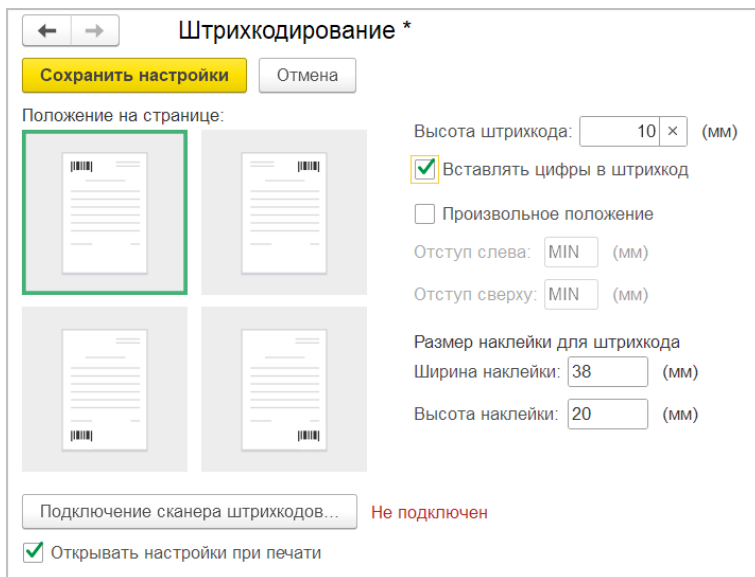 Штрихкодирование *
Сохранить настройки
Отмена
Положение на странице:
Высота штрихкода: 10 × (мм)
Вставлять цифры в штрихкод
Произвольное положение
Отступ слева: MIN (мм)
Отступ сверху: MIN (мм)
Размер наклейки для штрихкода
Ширина наклейки: 38 (мм)
Высота наклейки: 20 (мм)
Подключение сканера штрихкодов... Не подключен
Открывать настройки при печати